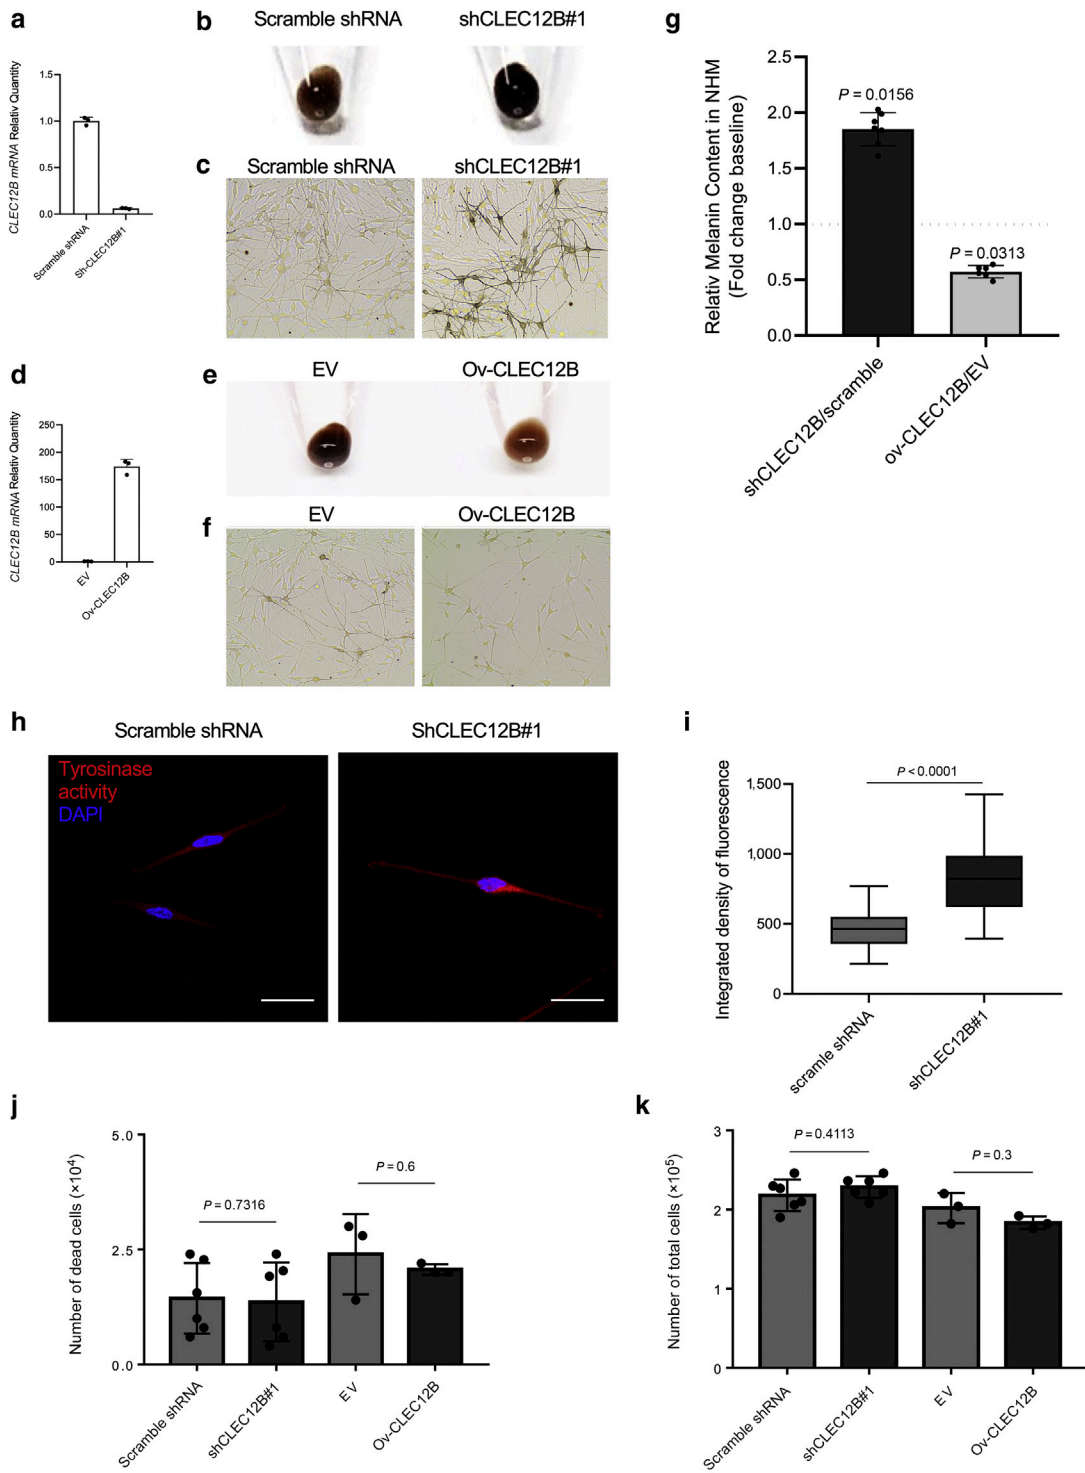 a
CLEC12B mRNA Relative Quantity
1.5
1.0
0.5
0.0
Scramble shRNA
Sh-CLEC12B#1
b
Scramble shRNA
shCLEC12B#1
c
Scramble shRNA
shCLEC12B#1
d
CLEC12B mRNA Relativ Quantity
250
200
150
100
50
0
EV
Ov-CLEC12B
e
EV
Ov-CLEC12B
f
EV
Ov-CLEC12B
g
Relativ Melanin Content in NHM
(Fold change baseline)
2.5
2.0
1.5
1.0
0.5
0.0
P = 0.0156
P = 0.0313
shCLEC12B/scramble
ov-CLEC12B/EV
h
Scramble shRNA
ShCLEC12B#1
Tyrosinase
activity
DAPI
i
Integrated density of fluorescence
1,500
1,000
500
0
P < 0.0001
scramle shRNA
shCLEC12B#1
j
Number of dead cells (×10⁴)
5.0
2.5
0.0
P = 0.7316
P = 0.6
Scramble shRNA
shCLEC12B#1
EV
Ov-CLEC12B
k
Number of total cells (×10⁵)
3
2
1
0
P = 0.4113
P = 0.3
Scramble shRNA
shCLEC12B#1
EV
Ov-CLEC12B